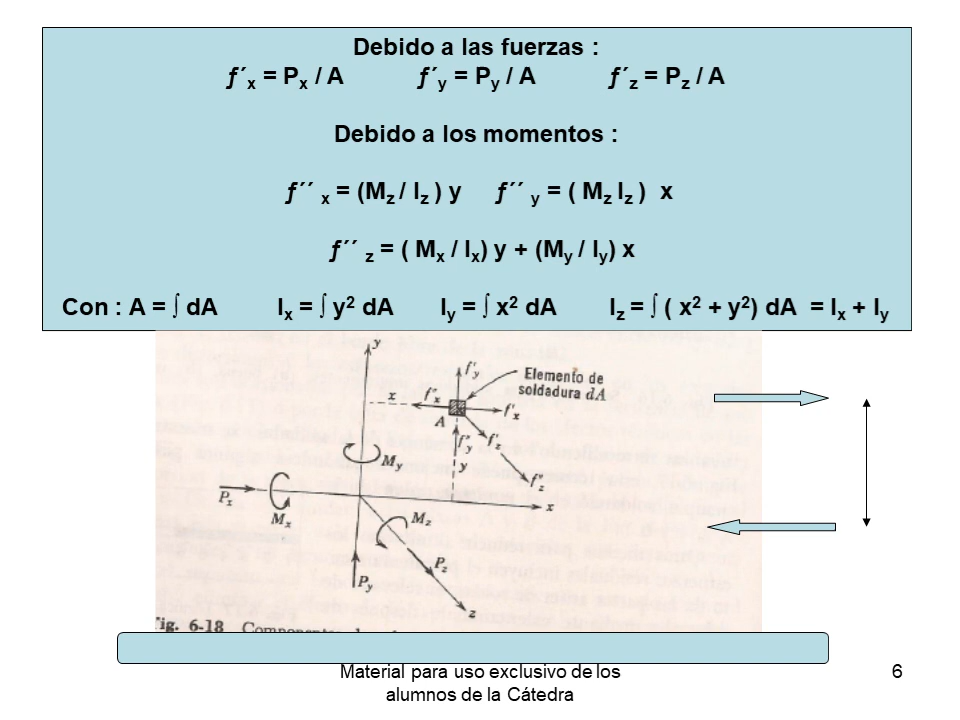 Debido a las fuerzas :
ƒ´x = Px / A ƒ´y = Py / A ƒ´z = Pz / A
Debido a los momentos :
ƒ´´ x = (Mz / Iz ) y ƒ´´ y = ( Mz Iz ) x
ƒ´´ z = ( Mx / Ix) y + (My / Iy) x
Con : A = ∫ dA Ix = ∫ y² dA Iy = ∫ x² dA Iz = ∫ ( x² + y²) dA = Ix + Iy
y
f'y
Elemento de
soldadura dA
x
f''x
f'x
A
f''y
f'z
My
y
f''z
Px
Mx
Mz
x
Pz
Py
z
Fig. 6-18
Material para uso exclusivo de los
alumnos de la Cátedra
6